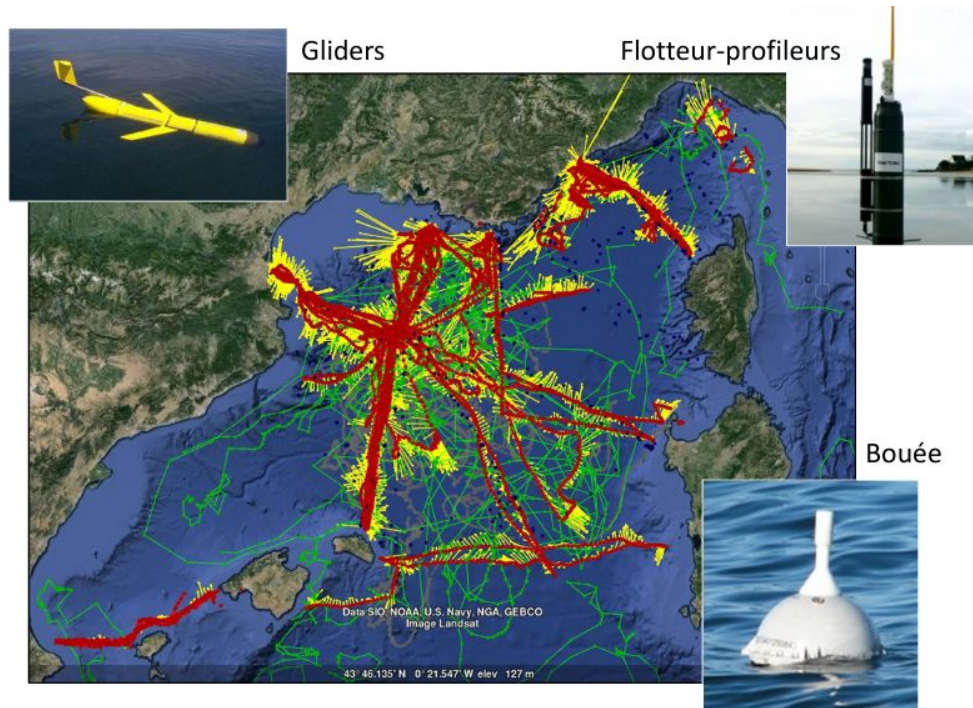 Gliders
Flotteur-profileurs
Bouée
Data SIO, NOAA, U.S. Navy, NGA, GEBCO
Image Landsat
43° 46.135' N 0° 21.547' W elev 127 m